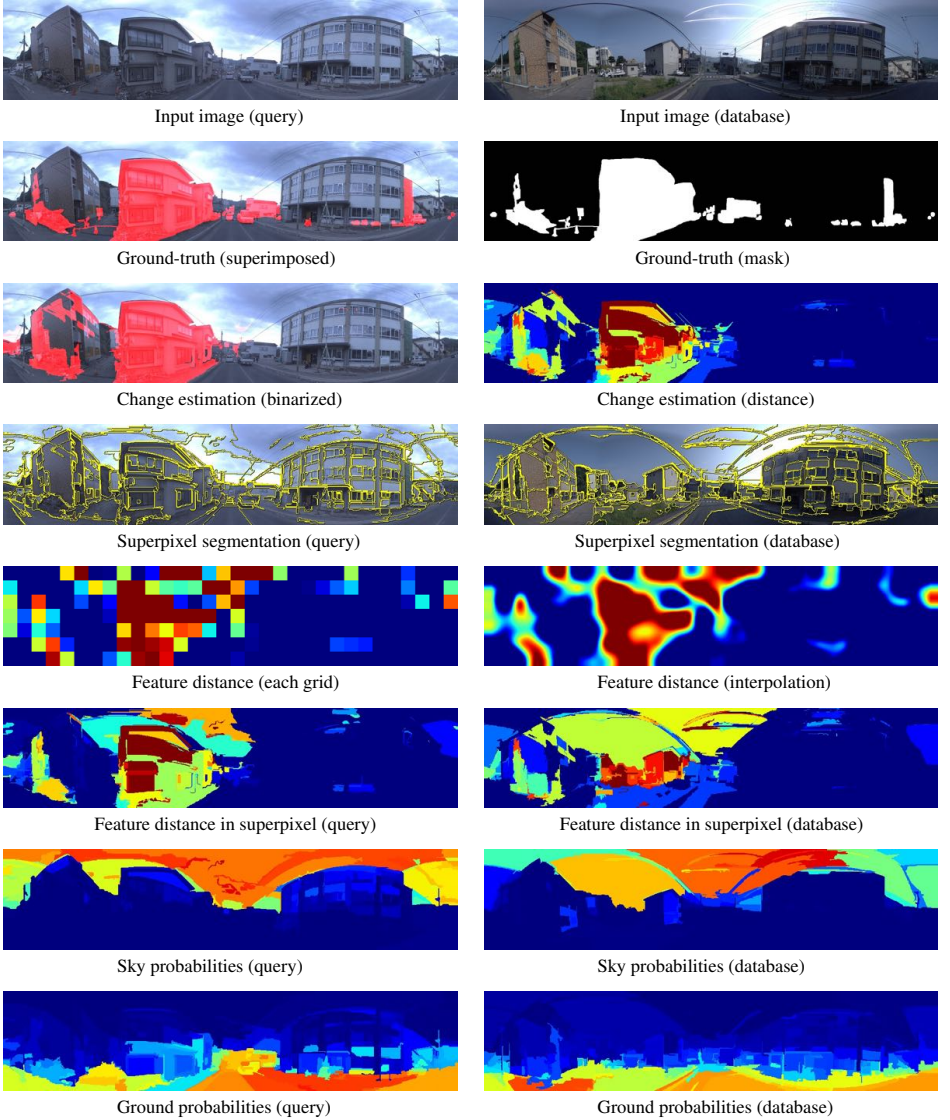 Input image (query)
Input image (database)
Ground-truth (superimposed)
Ground-truth (mask)
Change estimation (binarized)
Change estimation (distance)
Superpixel segmentation (query)
Superpixel segmentation (database)
Feature distance (each grid)
Feature distance (interpolation)
Feature distance in superpixel (query)
Feature distance in superpixel (database)
Sky probabilities (query)
Sky probabilities (database)
Ground probabilities (query)
Ground probabilities (database)